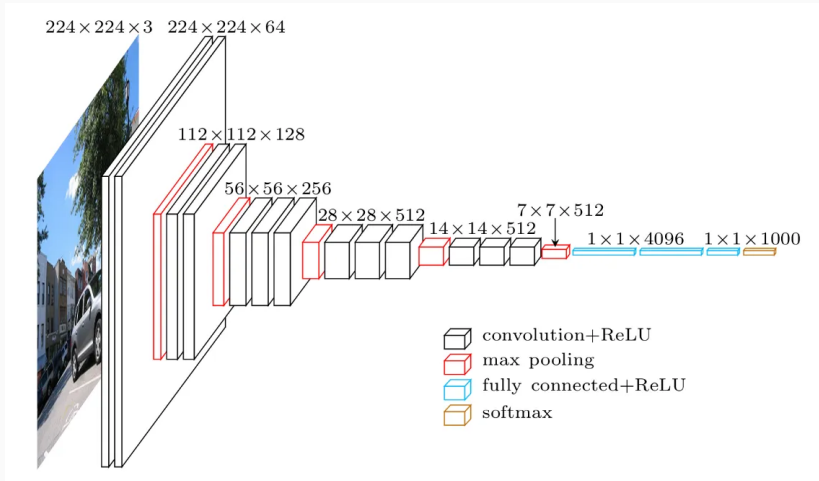 224×224×3
224×224×64
112×112×128
56×56×256
28×28×512
14×14×512
7×7×512
1×1×4096
1×1×1000
convolution+ReLU
max pooling
fully connected+ReLU
softmax